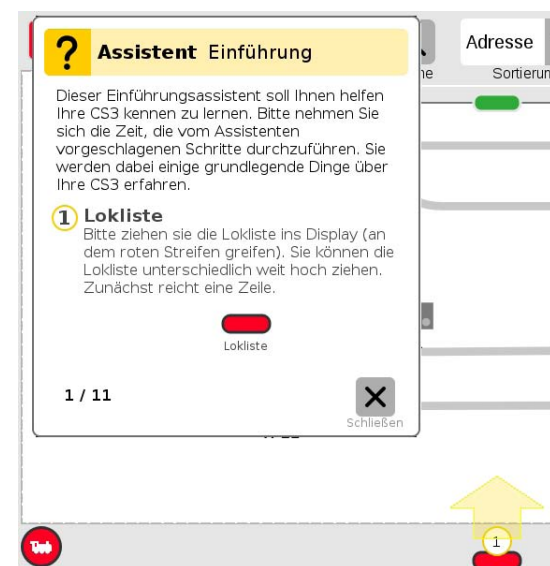 ? Assistent Einführung
Adresse
Sortierun
Dieser Einführungsassistent soll Ihnen helfen
Ihre CS3 kennen zu lernen. Bitte nehmen Sie
sich die Zeit, die vom Assistenten
vorgeschlagenen Schritte durchzuführen. Sie
werden dabei einige grundlegende Dinge über
Ihre CS3 erfahren.
1 Lokliste
Bitte ziehen sie die Lokliste ins Display (an
dem roten Streifen greifen). Sie können die
Lokliste unterschiedlich weit hoch ziehen.
Zunächst reicht eine Zeile.
Lokliste
1 / 11
Schließen
1